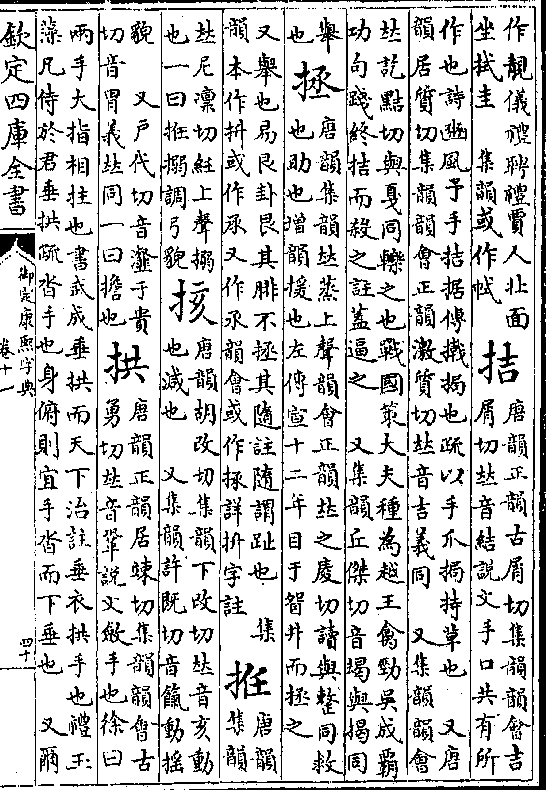 作靚儀禮聘禮賈人北面
坐拭圭 集韻或作㡁
拮
唐韻正韻古屑切集韻韻會吉
屑切𠀤音結說文手口共有所
作也詩豳風予手拮据傳撠挶也疏以手爪挶持草也 又唐
韻居質切集韻韻會正韻激質切𠀤音吉義同 又集韻韻會
𠀤訖黠切與戛同轢之也戰國策大夫種為越王禽勁吳成霸
功句踐終拮而殺之註蓋逼之 又集韻丘傑切音朅與揭同
舉
也
拯
唐韻集韻𠀤蒸上聲韻會正韻𠀤之庱切讀與整同救
也助也增韻援也左傳宣十二年目于眢井而拯之
又舉也易艮卦艮其腓不拯其隨註隨謂趾也 集
韻本作抍或作承又作氶韻會或作㨛詳抍字註
拰
唐韻
集韻
𠀤尼凜切絍上聲搦
也一曰拰搦調弓貌
㧡
唐韻胡改切集韻下改切𠀤音亥動
也減也 又集韻許既切音餼動搖
貌 又戶代切音瀣于貴
切音胃義𠀤同一曰擔也
拱
唐韻正韻居竦切集韻韻會古
勇切𠀤音鞏說文斂手也徐曰
兩手大指相拄也書武成垂拱而天下治註垂衣拱手也禮玉
藻凡侍於君垂拱疏沓手也身俯則宜手沓而下垂也 又爾
欽定四庫全書
御定康熙字典
卷十一
四十